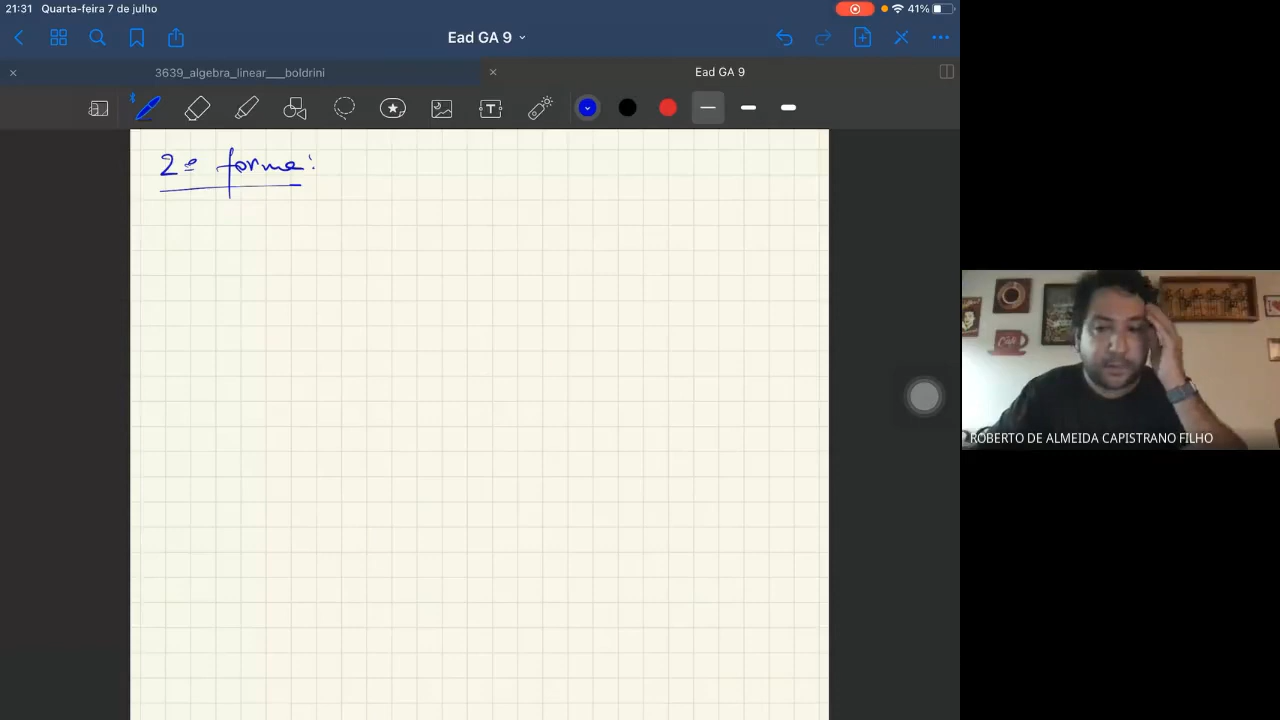 21:31 Quarta-feira 7 de julho 41%
Ead GA 9
3639_algebra_linear___boldrini
Ead GA 9
T
2ª forma:
Café
ROBERTO DE ALMEIDA CAPISTRANO FILHO